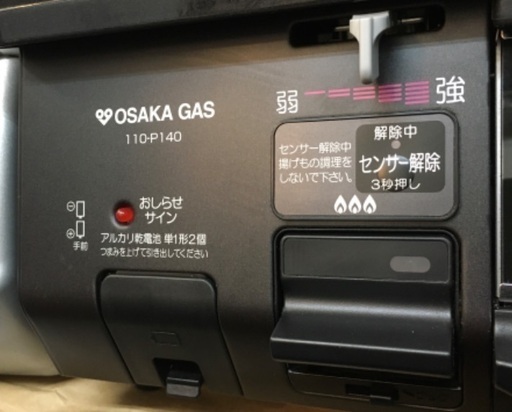 OSAKA GAS
110-P140
弱 強
解除中
センサー解除
3秒押し
センサー解除中
揚げもの調理を
しないで下さい。
おしらせ
サイン
手前
アルカリ乾電池 単1形2個
つまみを上げて引き出してください